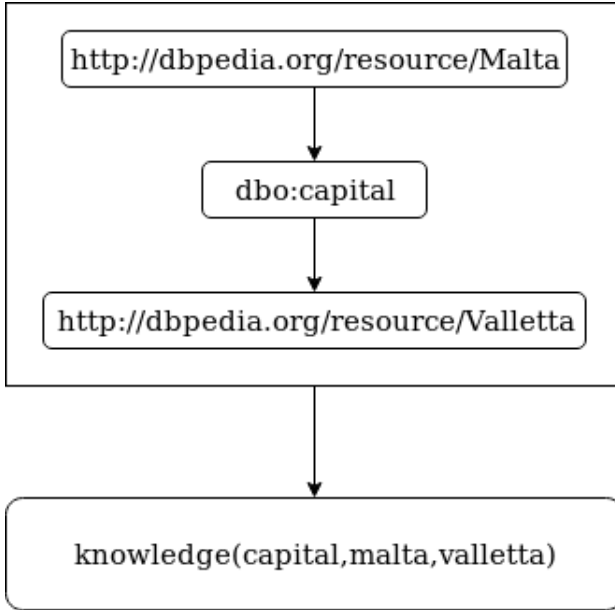 http://dbpedia.org/resource/Malta
dbo:capital
http://dbpedia.org/resource/Valletta
knowledge(capital,malta,valletta)